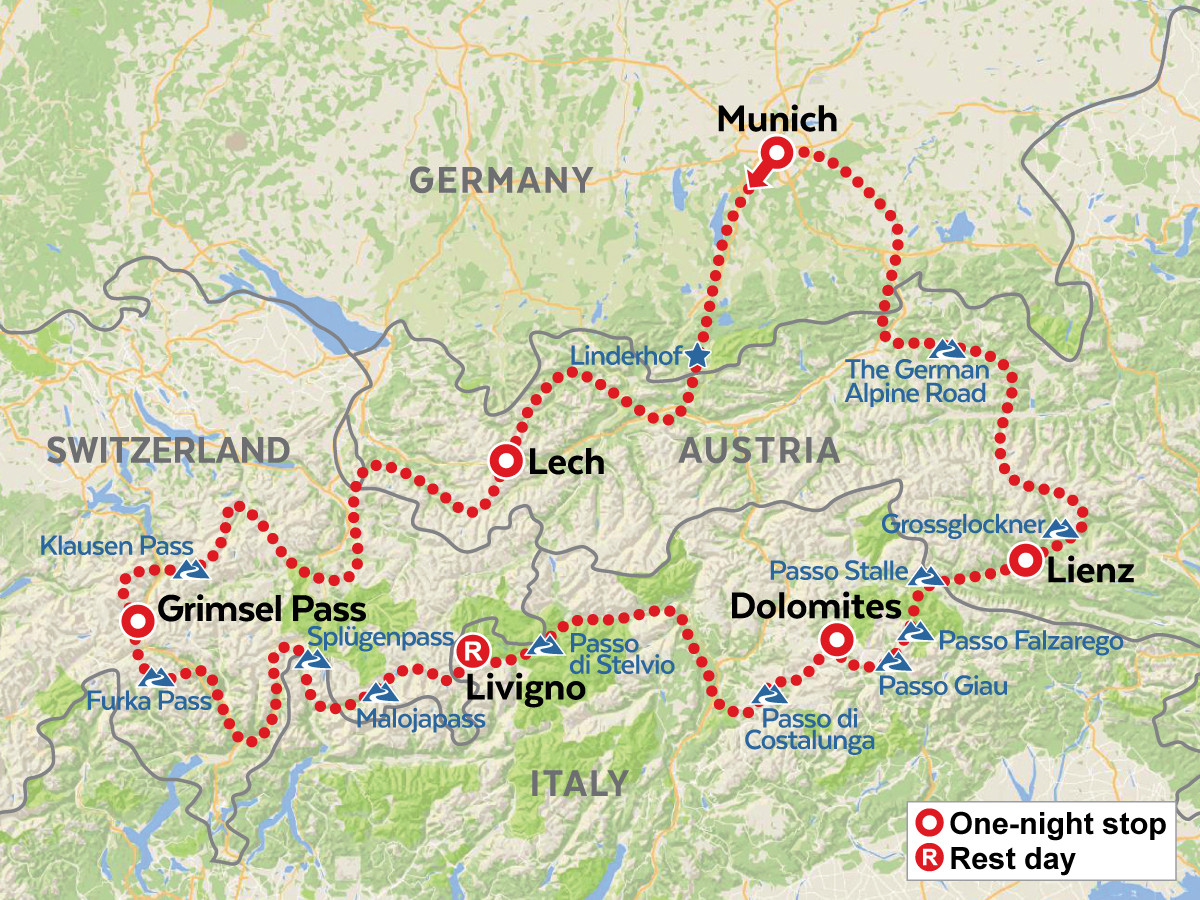 Munich
GERMANY
Linderhof
The German
Alpine Road
SWITZERLAND
Lech
AUSTRIA
Grossglockner
Klausen Pass
Passo Stalle
Lienz
Grimsel Pass
Dolomites
Splügenpass
Passo
di Stelvio
Passo Falzarego
R
Livigno
Passo Giau
Furka Pass
Malojapass
Passo di
Costalunga
ITALY
One-night stop
R Rest day